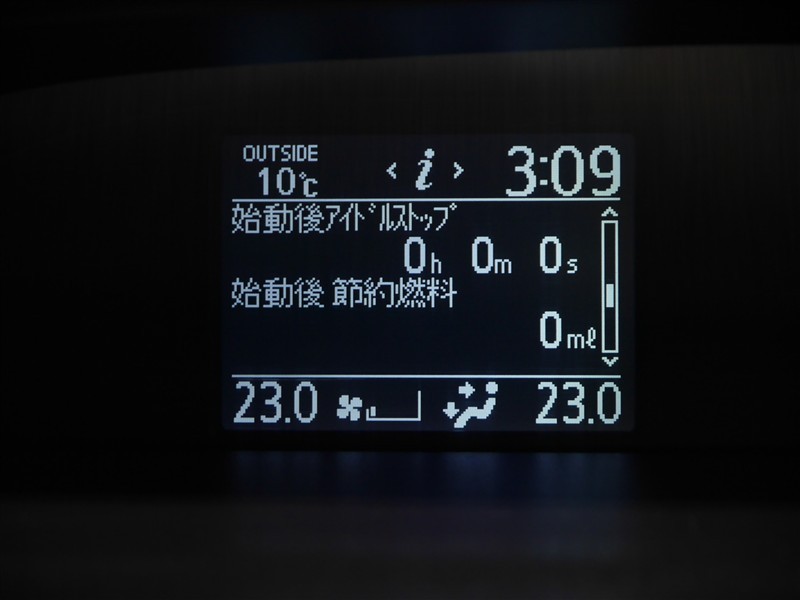 OUTSIDE
10℃
< i > 3:09
始動後ｱｲﾄﾞﾙｽﾄｯﾌﾟ
0h 0m 0s
始動後 節約燃料
0mℓ
23.0 23.0